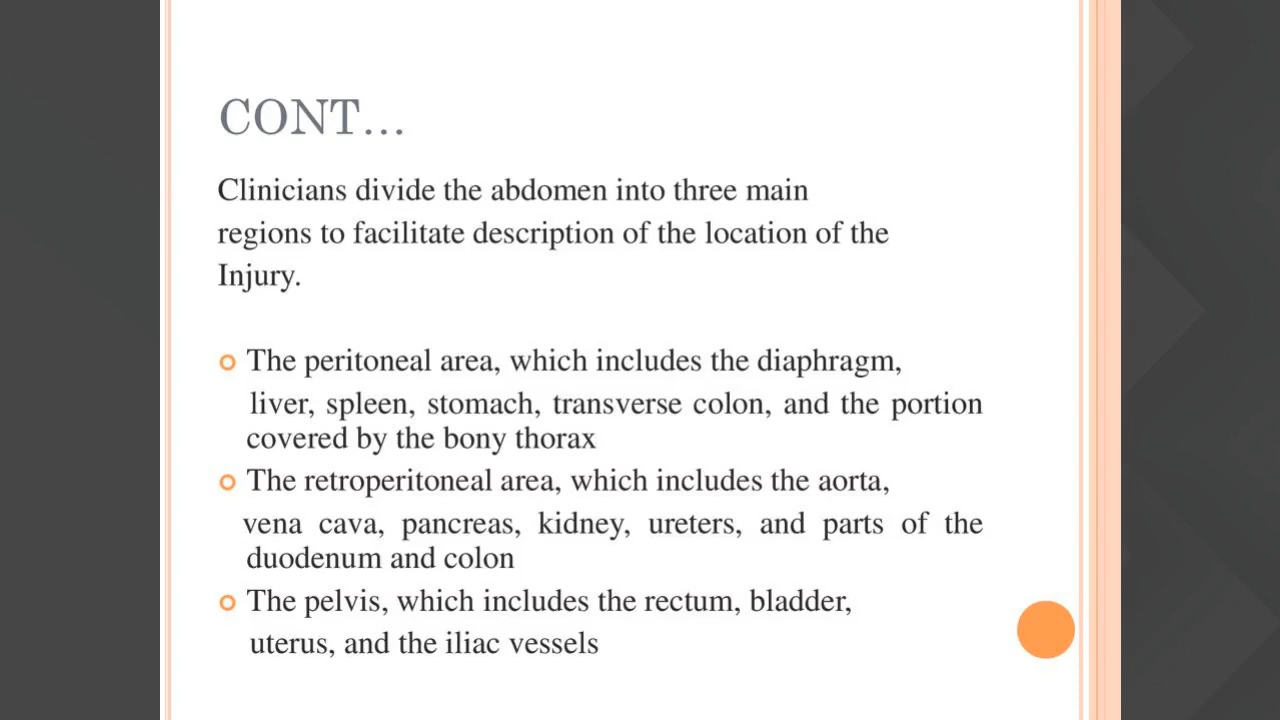 CONT...
Clinicians divide the abdomen into three main
regions to facilitate description of the location of the
Injury.
The peritoneal area, which includes the diaphragm,
liver, spleen, stomach, transverse colon, and the portion
covered by the bony thorax
The retroperitoneal area, which includes the aorta,
vena cava, pancreas, kidney, ureters, and parts of the
duodenum and colon
The pelvis, which includes the rectum, bladder,
uterus, and the iliac vessels